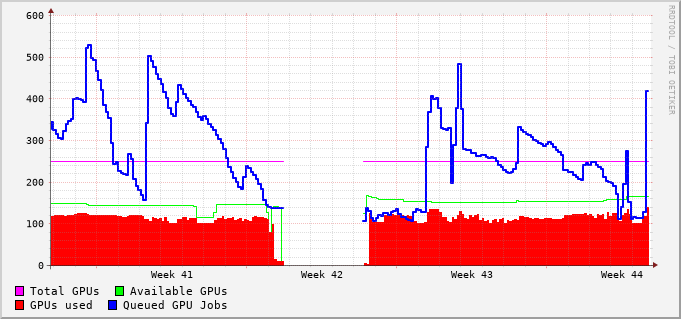 600
500
400
300
200
100
0
Week 41 Week 42 Week 43 Week 44
Total GPUs Available GPUs
GPUs used Queued GPU Jobs
RRDTOOL / TOBI OETIKER